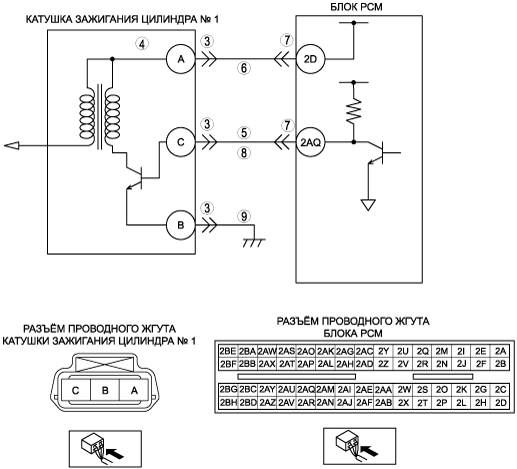 БЛОК PCM
КАТУШКА ЗАЖИГАНИЯ ЦИЛИНДРА № 1
4 3 7
A 2D
6
3 5 7
C 2AQ
8
3 9
B
РАЗЪЁМ ПРОВОДНОГО ЖГУТА
КАТУШКИ ЗАЖИГАНИЯ ЦИЛИНДРА № 1
C B A
РАЗЪЁМ ПРОВОДНОГО ЖГУТА
БЛОКА PCM
2BE 2BA 2AW 2AS 2AO 2AK 2AG 2AC 2Y 2U 2Q 2M 2I 2E 2A
2BF 2BB 2AX 2AT 2AP 2AL 2AH 2AD 2Z 2V 2R 2N 2J 2F 2B
2BG 2BC 2AY 2AU 2AQ 2AM 2AI 2AE 2AA 2W 2S 2O 2K 2G 2C
2BH 2BD 2AZ 2AV 2AR 2AN 2AJ 2AF 2AB 2X 2T 2P 2L 2H 2D